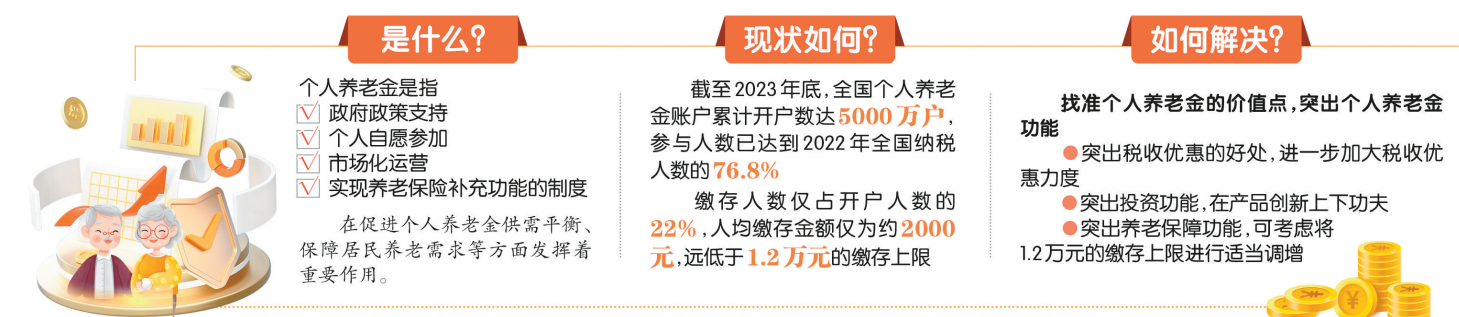 是什么?
个人养老金是指
政府政策支持
个人自愿参加
市场化运营
实现养老保险补充功能的制度
在促进个人养老金供需平衡、
保障居民养老需求等方面发挥着
重要作用。
现状如何?
截至2023年底,全国个人养老
金账户累计开户数达5000万户,
参与人数已达到2022年全国纳税
人数的76.8%
缴存人数仅占开户人数的
22%,人均缴存金额仅为约2000
元,远低于1.2万元的缴存上限
如何解决?
找准个人养老金的价值点,突出个人养老金
功能
●突出税收优惠的好处,进一步加大税收优
惠力度
●突出投资功能,在产品创新上下功夫
●突出养老保障功能,可考虑将
1.2万元的缴存上限进行适当调增